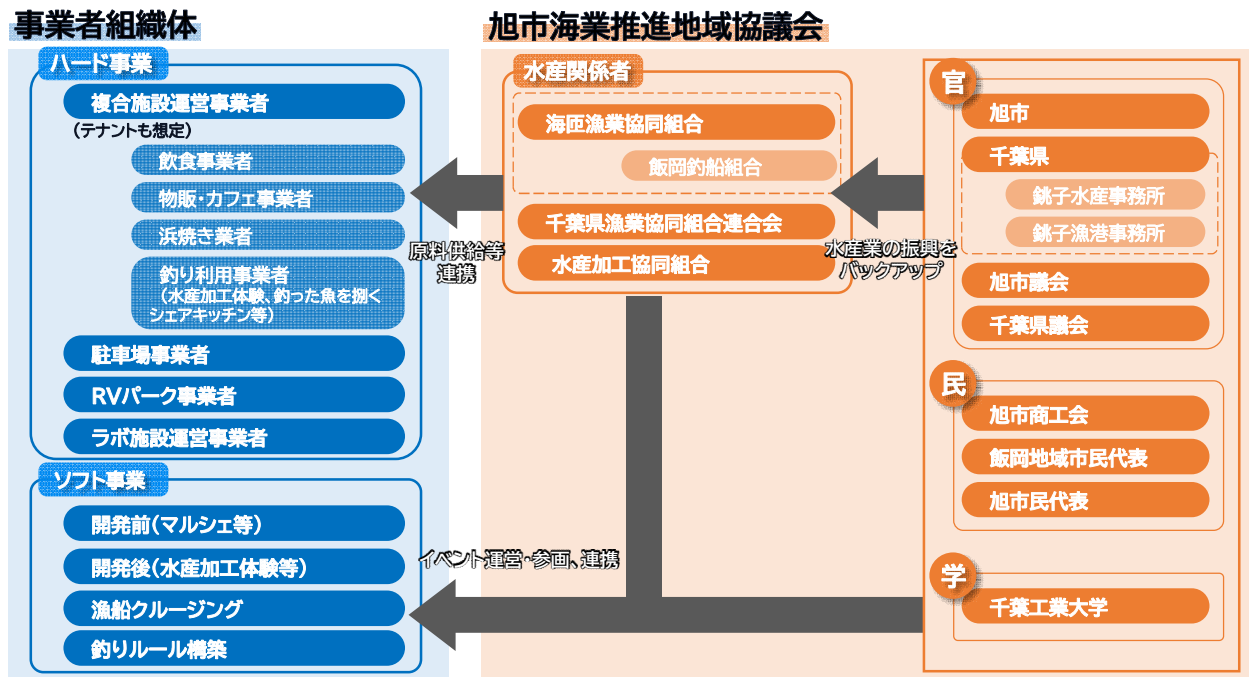 事業者組織体
ハード事業
複合施設運営事業者
(テナントも想定)
飲食事業者
物販・カフェ事業者
浜焼き業者
釣り利用事業者
(水産加工体験、釣った魚を捌く
シェアキッチン等)
駐車場事業者
RVパーク事業者
ラボ施設運営事業者
ソフト事業
開発前(マルシェ等)
開発後(水産加工体験等)
漁船クルージング
釣りルール構築
旭市海業推進地域協議会
水産関係者
海匝漁業協同組合
飯岡釣船組合
千葉県漁業協同組合連合会
水産加工協同組合
原料供給等
連携
水産業の振興を
バックアップ
イベント運営・参画、連携
官
旭市
千葉県
銚子水産事務所
銚子漁港事務所
旭市議会
千葉県議会
民
旭市商工会
飯岡地域市民代表
旭市民代表
学
千葉工業大学